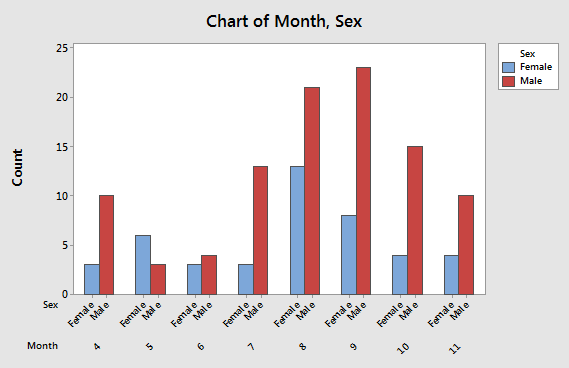 Chart of Month, Sex
25
20
15
10
5
0
Count
Sex
Female
Male
Sex Female Male Female Male Female Male Female Male Female Male Female Male Female Male Female Male
Month 4 5 6 7 8 9 10 11